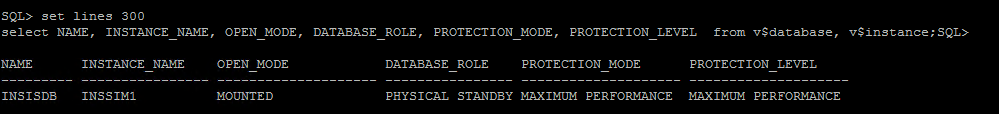 SQL> set lines 300
select NAME, INSTANCE_NAME, OPEN_MODE, DATABASE_ROLE, PROTECTION_MODE, PROTECTION_LEVEL  from v$database, v$instance;SQL>

NAME      INSTANCE_NAME    OPEN_MODE            DATABASE_ROLE    PROTECTION_MODE      PROTECTION_LEVEL
--------- ---------------- -------------------- ---------------- -------------------- --------------------
INSISDB   INSSIM1          MOUNTED              PHYSICAL STANDBY MAXIMUM PERFORMANCE  MAXIMUM PERFORMANCE